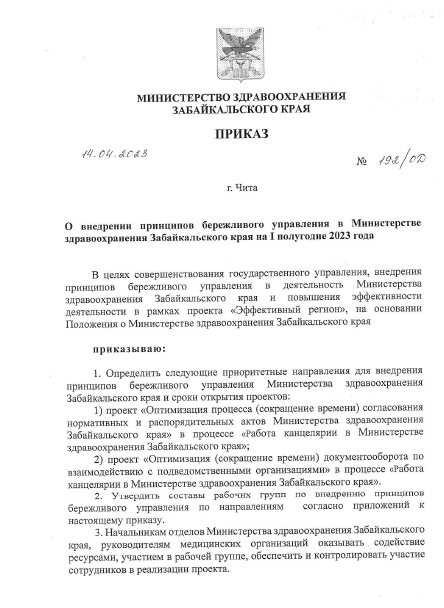 МИНИСТЕРСТВО ЗДРАВООХРАНЕНИЯ
ЗАБАЙКАЛЬСКОГО КРАЯ
ПРИКАЗ
14.04.2023
№ 192/ОД
г. Чита
О внедрении принципов бережливого управления в Министерстве
здравоохранения Забайкальского края на I полугодие 2023 года
В целях совершенствования государственного управления, внедрения
принципов бережливого управления в деятельность Министерства
здравоохранения Забайкальского края и повышения эффективности
деятельности в рамках проекта «Эффективный регион», на основании
Положения о Министерстве здравоохранения Забайкальского края
приказываю:
1. Определить следующие приоритетные направления для внедрения
принципов бережливого управления Министерства здравоохранения
Забайкальского края и сроки открытия проектов:
1) проект «Оптимизация процесса (сокращение времени) согласования
нормативных и распорядительных актов Министерства здравоохранения
Забайкальского края» в процессе «Работа канцелярии в Министерстве
здравоохранения Забайкальского края»;
2) проект «Оптимизация (сокращение времени) документооборота по
взаимодействию с подведомственными организациями» в процессе «Работа
канцелярии в Министерстве здравоохранения Забайкальского края».
2. Утвердить составы рабочих групп по внедрению принципов
бережливого управления по направлениям согласно приложений к
настоящему приказу.
3. Начальникам отделов Министерства здравоохранения Забайкальского
края, руководителям медицинских организаций оказывать содействие
ресурсами, участием в рабочей группе, обеспечить и контролировать участие
сотрудников в реализации проекта.